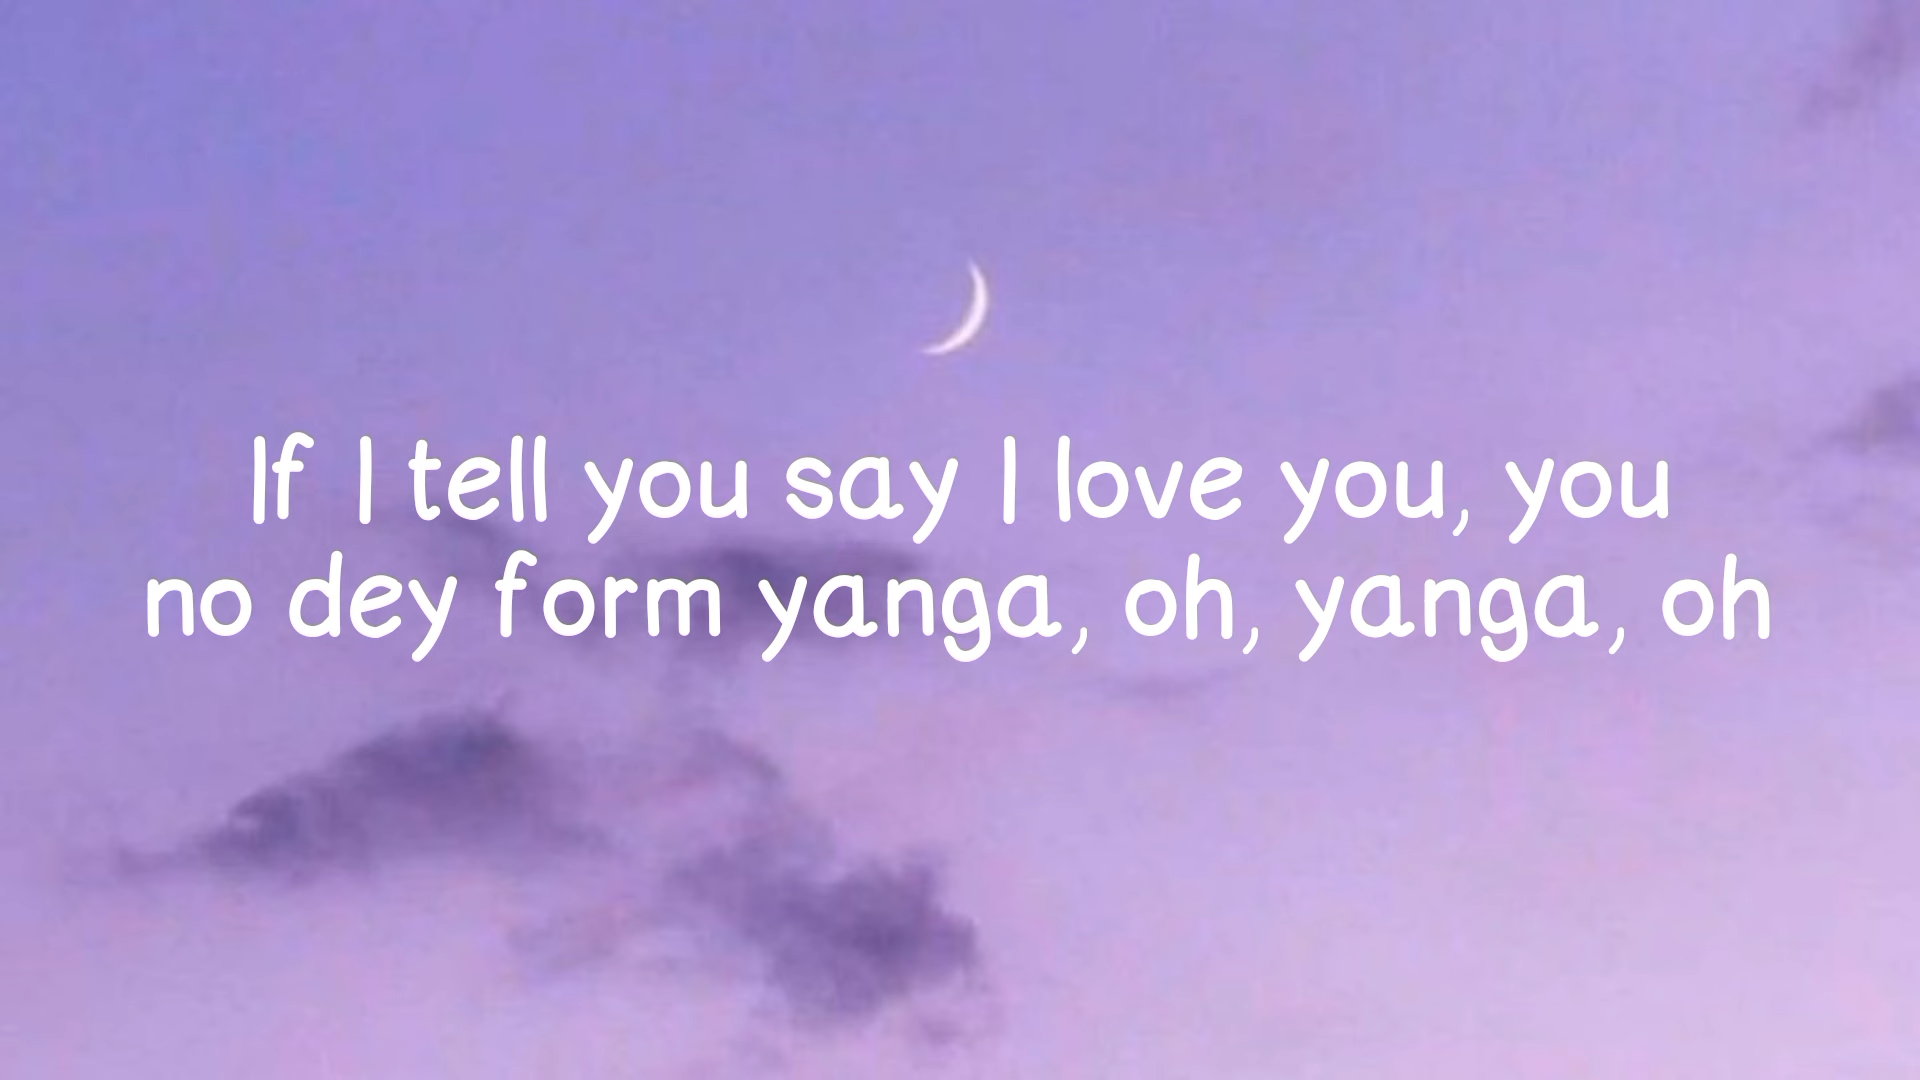 If I tell you say I love you, you
no dey form yanga, oh, yanga, oh